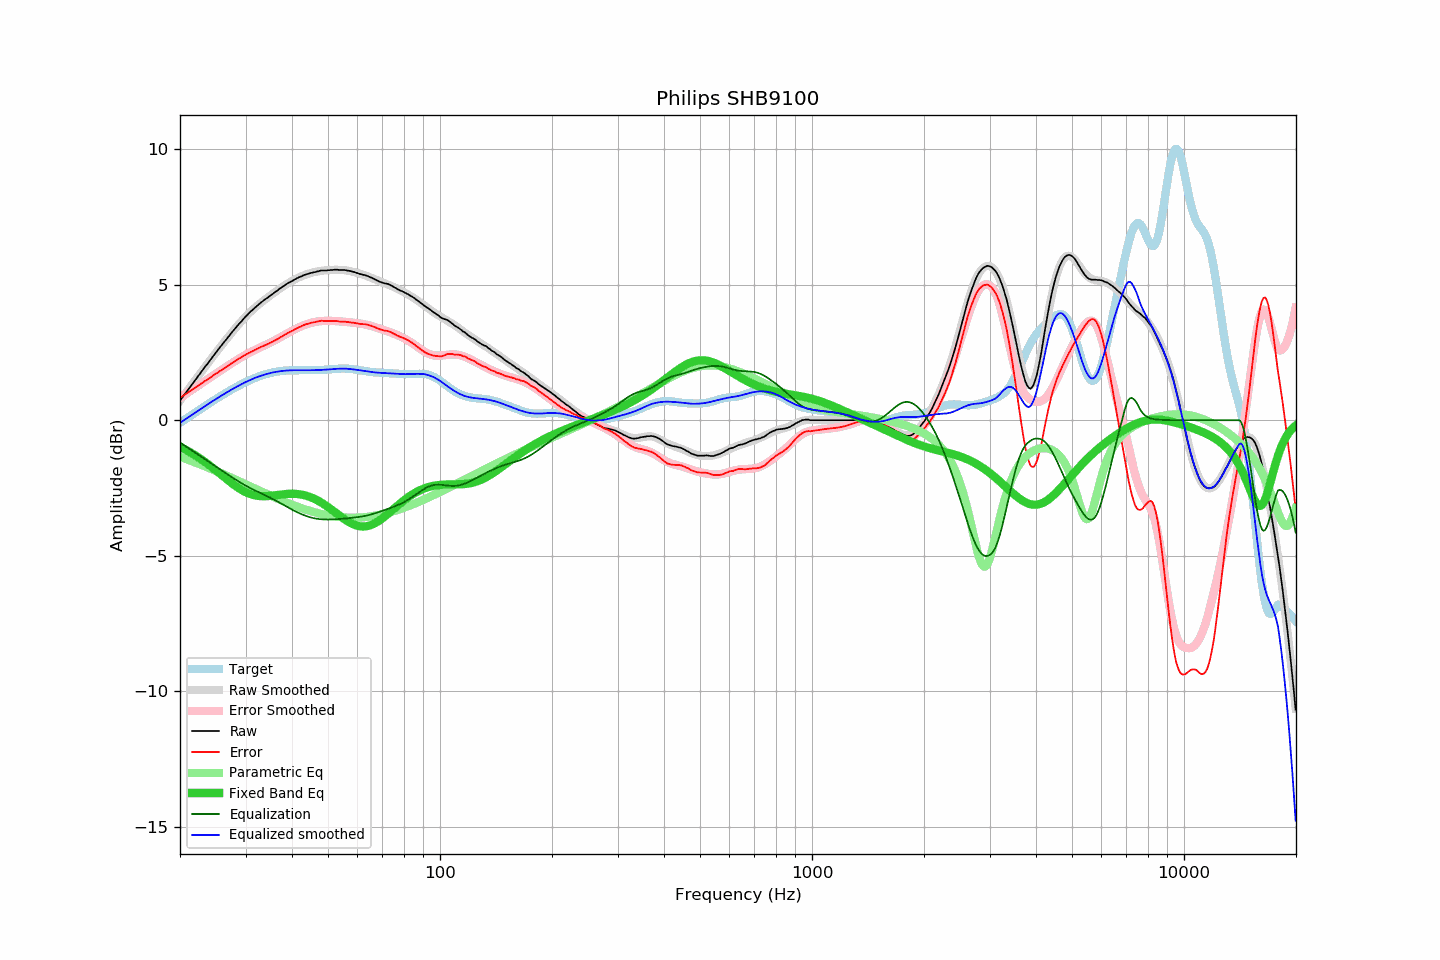 Philips SHB9100
10
5
0
−5
−10
−15
Amplitude (dBr)
100
1000
10000
Frequency (Hz)
Target
Raw Smoothed
Error Smoothed
Raw
Error
Parametric Eq
Fixed Band Eq
Equalization
Equalized smoothed